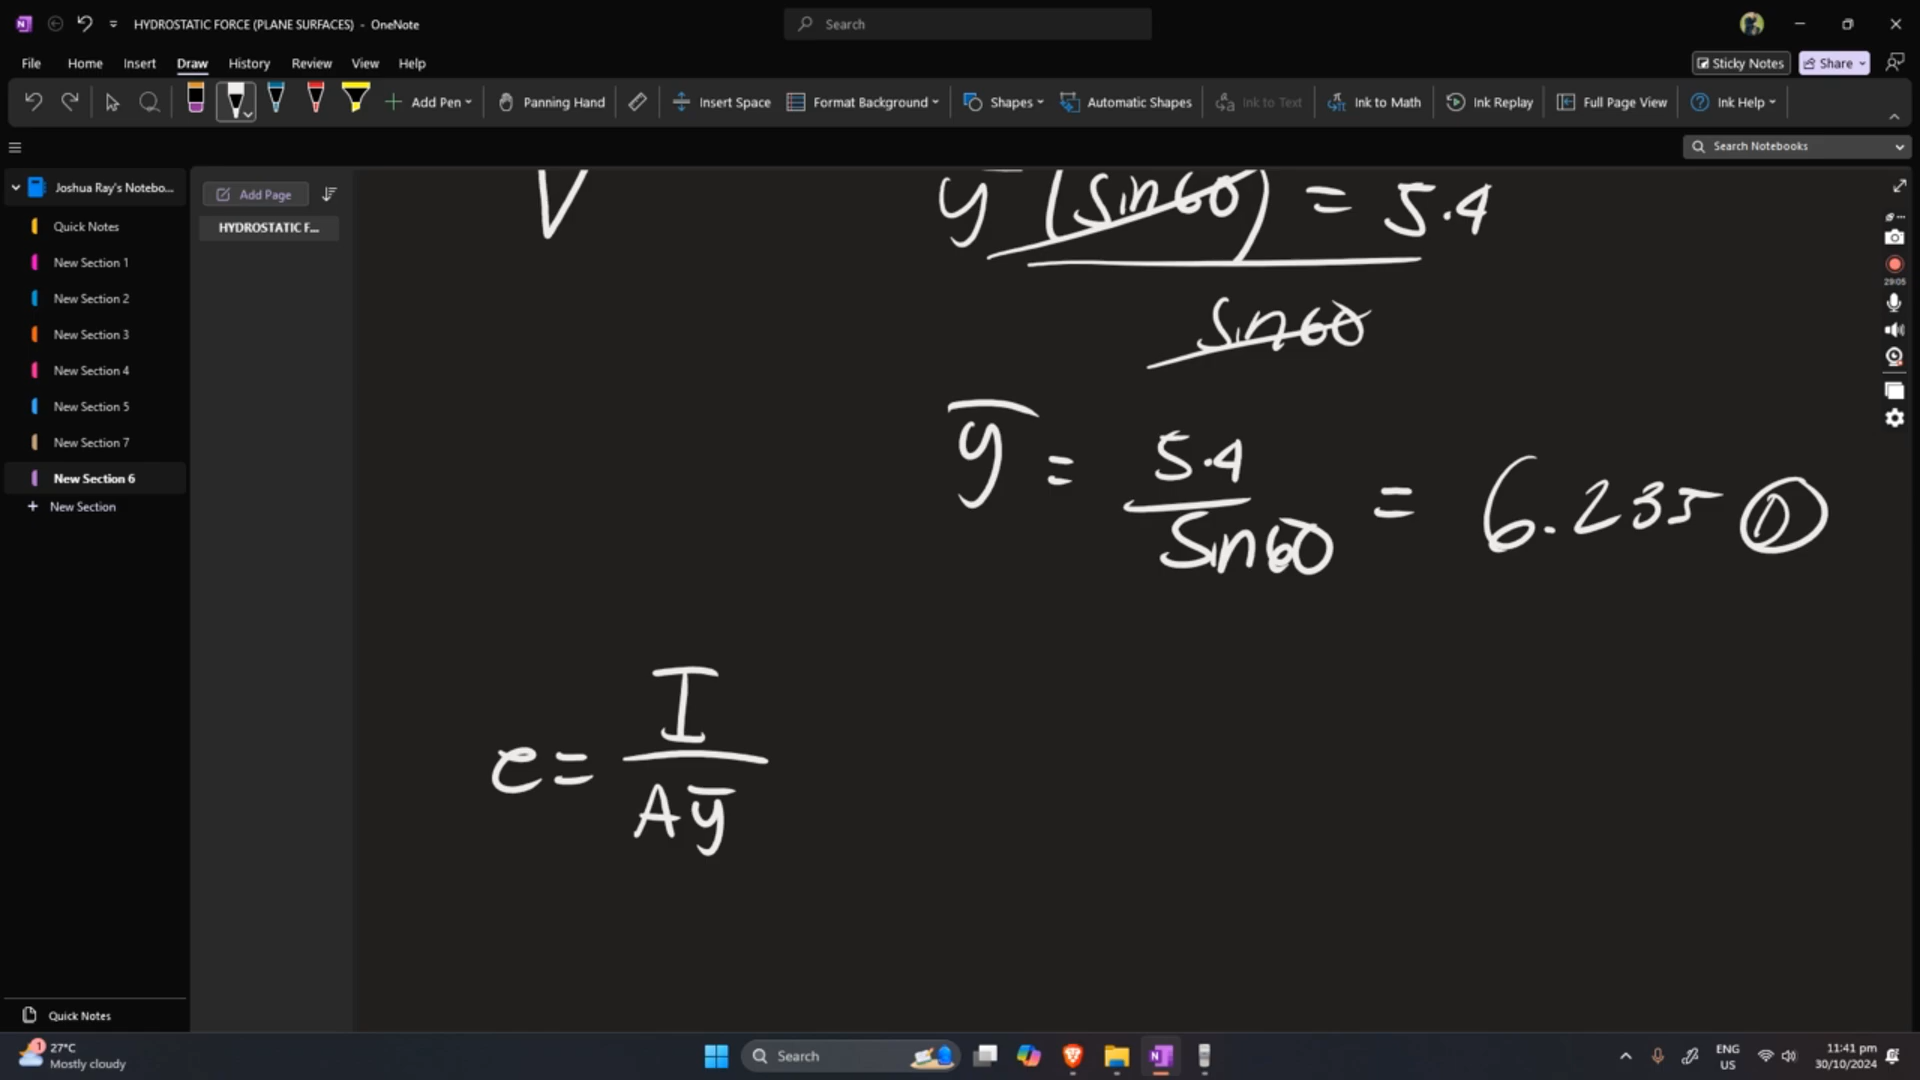 HYDROSTATIC FORCE (PLANE SURFACES) - OneNote
Search
File Home Insert Draw History Review View Help
Sticky Notes Share
Add Pen Panning Hand Insert Space Format Background Shapes Automatic Shapes Ink to Text Ink to Math Ink Replay Full Page View Ink Help
Search Notebooks
Joshua Ray's Notebo...
Quick Notes
New Section 1
New Section 2
New Section 3
New Section 4
New Section 5
New Section 7
New Section 6
New Section
Add Page
HYDROSTATIC F...
29:05
V
y (sin60) = 5.4
sin60
ȳ = 5.4 / sin60 = 6.235 ①
e = I / Aȳ
Quick Notes
1
27°C
Mostly cloudy
Search
ENG
US
11:41 pm
30/10/2024